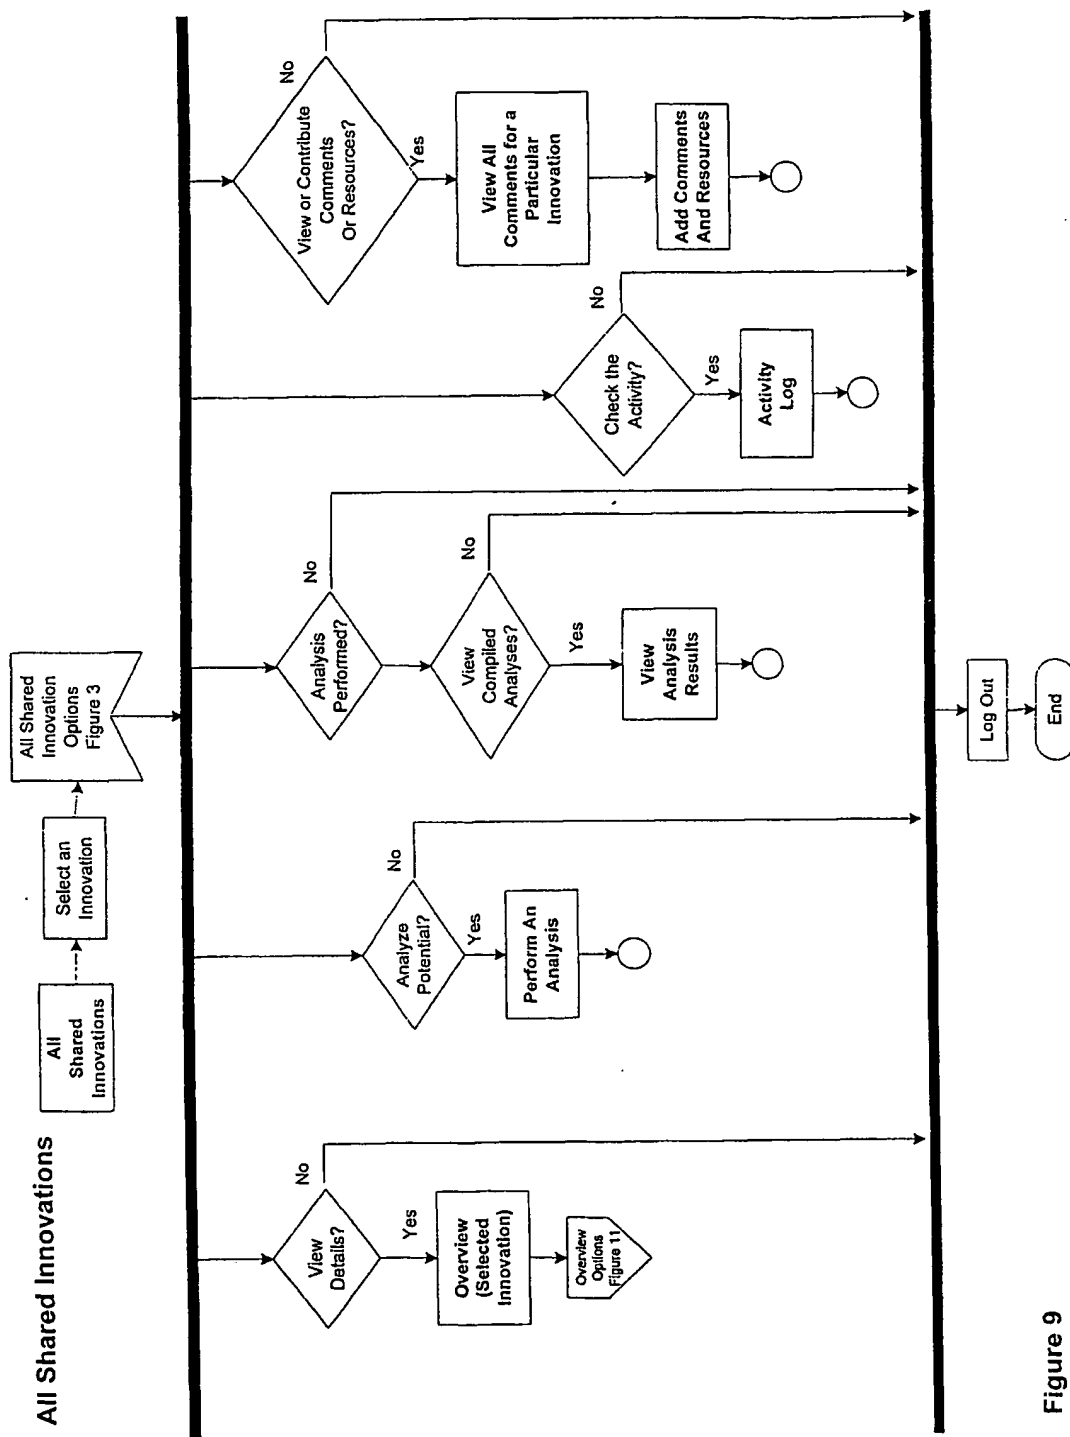 All Shared Innovations
All
Shared
Innovations
Select an
Innovation
All Shared
Innovation
Options
Figure 3
View
Details?
No
Yes
Overview
(Selected
Innovation)
Overview
Options
Figure 11
Analyze
Potential?
No
Yes
Perform An
Analysis
Analysis
Performed?
No
View
Compiled
Analyses?
No
Yes
View
Analysis
Results
Check the
Activity?
No
Yes
Activity
Log
View or Contribute
Comments
Or Resources?
No
Yes
View All
Comments for a
Particular
Innovation
Add Comments
And Resources
Log Out
End
Figure 9